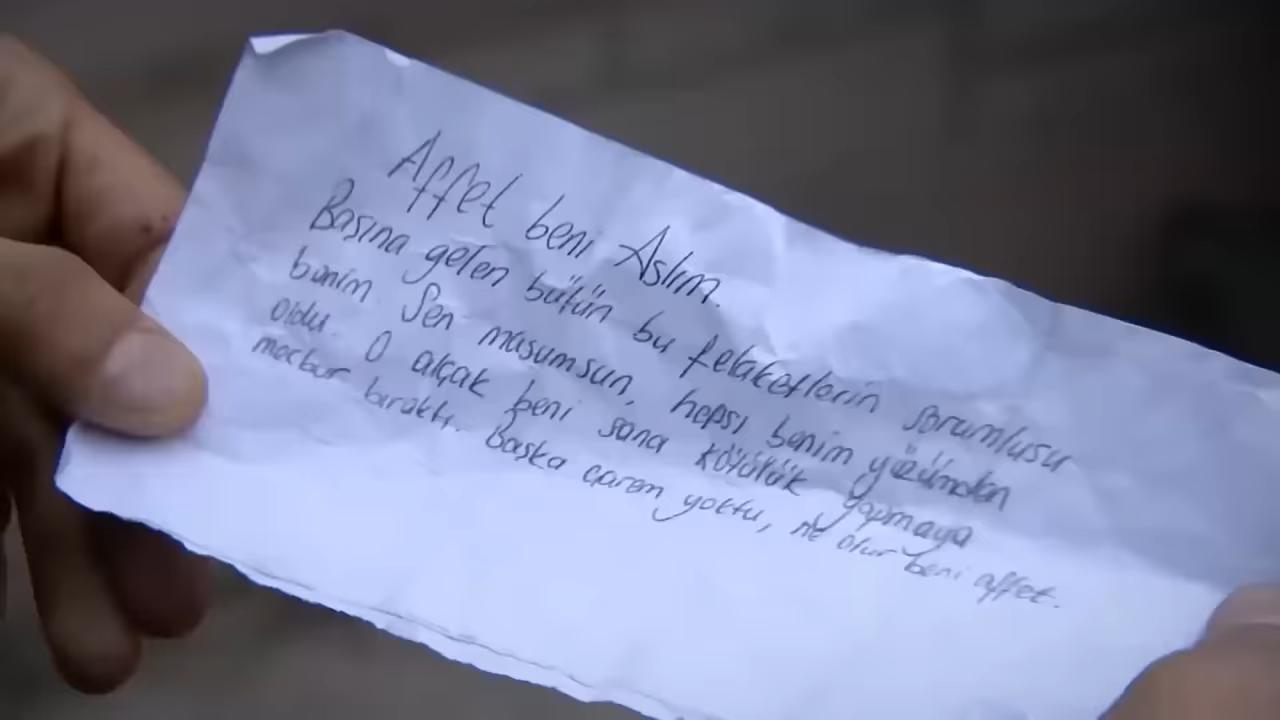 Affet beni Aslım.
Başına gelen bütün bu felaketlerin sorumlusu
benim. Sen masumsun, hepsi benim yüzümden
oldu. O alçak beni sana kötülük yapmaya
mecbur bıraktı. Başka çarem yoktu, ne olur beni affet.